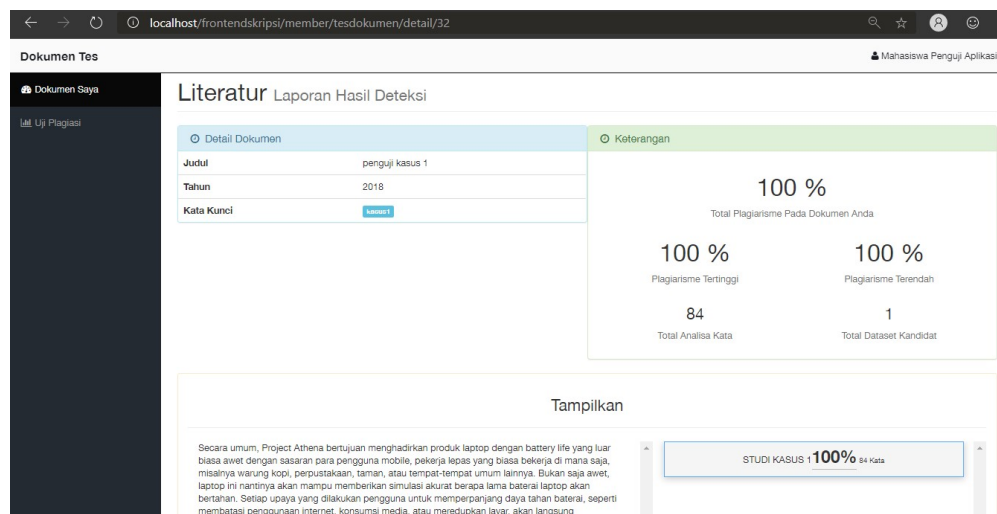 localhost/frontendskripsi/member/tesdokumen/detail/32
Dokumen Tes
Mahasiswa Penguji Aplikasi
Dokumen Saya
Uji Plagiasi
Literatur Laporan Hasil Deteksi
Detail Dokumen
Judul penguji kasus 1
Tahun 2018
Kata Kunci kasus1
Keterangan
100 %
Total Plagiarisme Pada Dokumen Anda
100 % 100 %
Plagiarisme Tertinggi Plagiarisme Terendah
84 1
Total Analisa Kata Total Dataset Kandidat
Tampilkan
Secara umum, Project Athena bertujuan menghadirkan produk laptop dengan battery life yang luar
biasa awet dengan sasaran para pengguna mobile, pekerja lepas yang biasa bekerja di mana saja,
misalnya warung kopi, perpustakaan, taman, atau tempat-tempat umum lainnya. Bukan saja awet,
laptop ini nantinya akan mampu memberikan simulasi akurat berapa lama baterai laptop akan
bertahan. Setiap upaya yang dilakukan pengguna untuk memperpanjang daya tahan baterai, seperti
membatasi penggunaan internet, konsumsi media, atau meredupkan layar, akan langsung
STUDI KASUS 1 100% 84 Kata